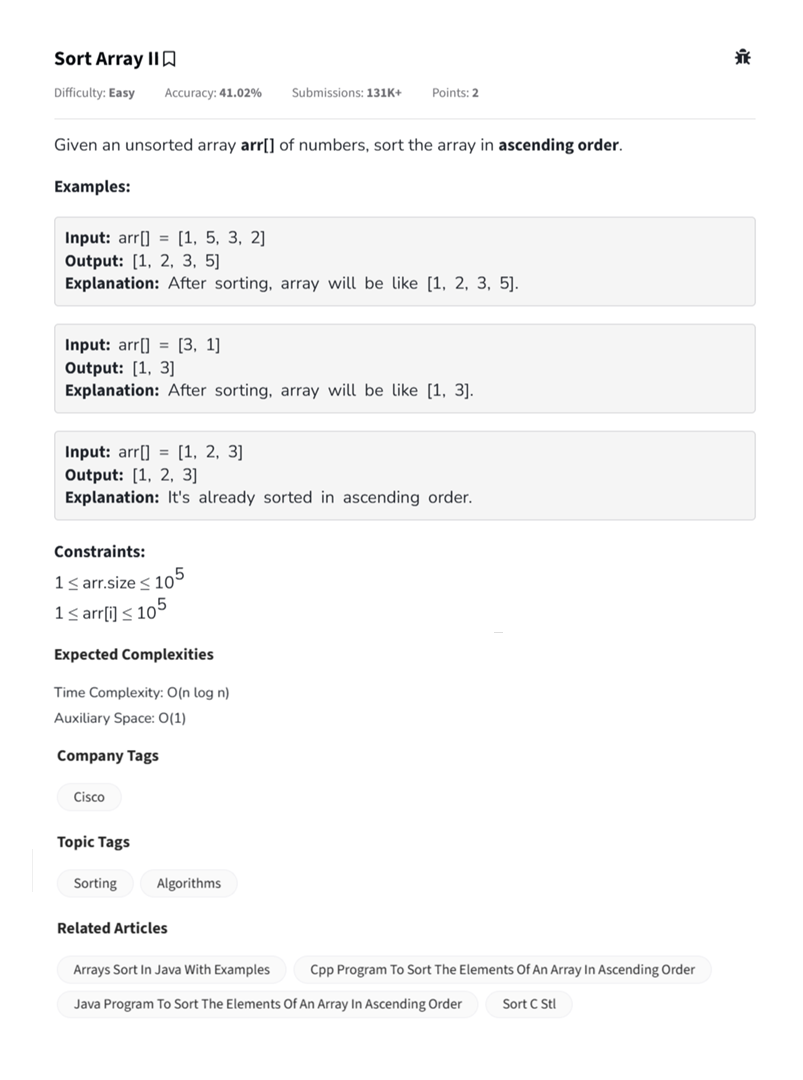 Sort Array II
Difficulty: Easy Accuracy: 41.02% Submissions: 131K+ Points: 2
Given an unsorted array arr[] of numbers, sort the array in ascending order.
Examples:
Input: arr[] = [1, 5, 3, 2]
Output: [1, 2, 3, 5]
Explanation: After sorting, array will be like [1, 2, 3, 5].
Input: arr[] = [3, 1]
Output: [1, 3]
Explanation: After sorting, array will be like [1, 3].
Input: arr[] = [1, 2, 3]
Output: [1, 2, 3]
Explanation: It's already sorted in ascending order.
Constraints:
1 ≤ arr.size ≤ 10^5
1 ≤ arr[i] ≤ 10^5
Expected Complexities
Time Complexity: O(n log n)
Auxiliary Space: O(1)
Company Tags
Cisco
Topic Tags
Sorting Algorithms
Related Articles
Arrays Sort In Java With Examples Cpp Program To Sort The Elements Of An Array In Ascending Order
Java Program To Sort The Elements Of An Array In Ascending Order Sort C Stl